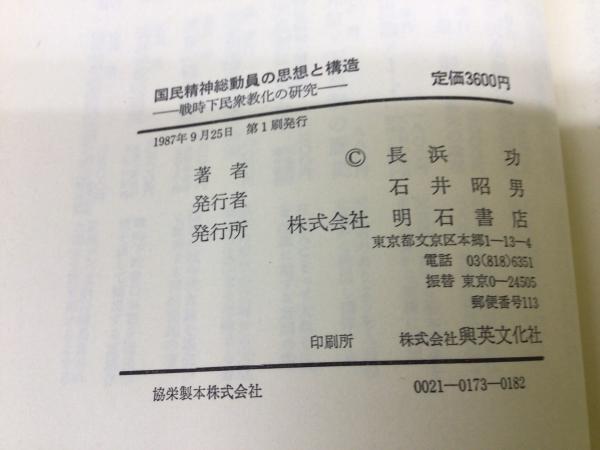 国民精神総動員の思想と構造
——戦時下民衆教化の研究——
定価3600円
1987年9月25日 第1刷発行
著者 © 長浜 功
発行者 石井昭男
発行所 株式会社 明石書店
東京都文京区本郷1—13—4
電話 03(818)6351
振替 東京0—24505
郵便番号113
印刷所 株式会社興英文化社
協栄製本株式会社 0021—0173—0182